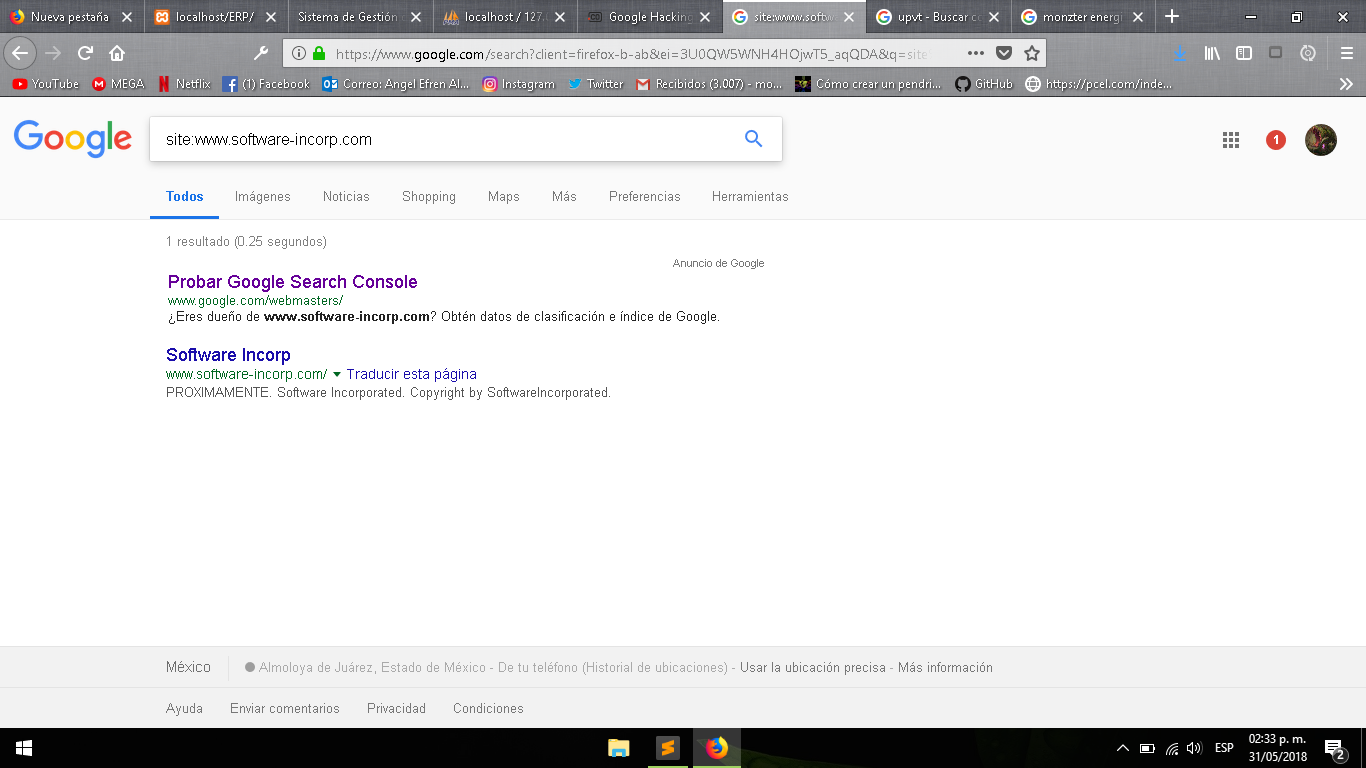 Nueva pestaña
localhost/ERP/
Sistema de Gestión
localhost / 127.
Google Hacking
site:www.softw
upvt - Buscar co
monzter energ
https://www.google.com/search?client=firefox-b-ab&ei=3U0QW5WNH4HOjwT5_aqQDA&q=site
YouTube
MEGA
Netflix
(1) Facebook
Correo: Angel Efren Al...
Instagram
Twitter
Recibidos (3.007) - mo...
Cómo crear un pendri...
GitHub
https://pcel.com/inde...
Google
site:www.software-incorp.com
1
Todos
Imágenes
Noticias
Shopping
Maps
Más
Preferencias
Herramientas
1 resultado (0.25 segundos)
Anuncio de Google
Probar Google Search Console
www.google.com/webmasters/
¿Eres dueño de www.software-incorp.com? Obtén datos de clasificación e índice de Google.
Software Incorp
www.software-incorp.com/ Traducir esta página
PROXIMAMENTE. Software Incorporated. Copyright by SoftwareIncorporated.
México
Almoloya de Juárez, Estado de México - De tu teléfono (Historial de ubicaciones) - Usar la ubicación precisa - Más información
Ayuda
Enviar comentarios
Privacidad
Condiciones
ESP
02:33 p. m.
31/05/2018
2